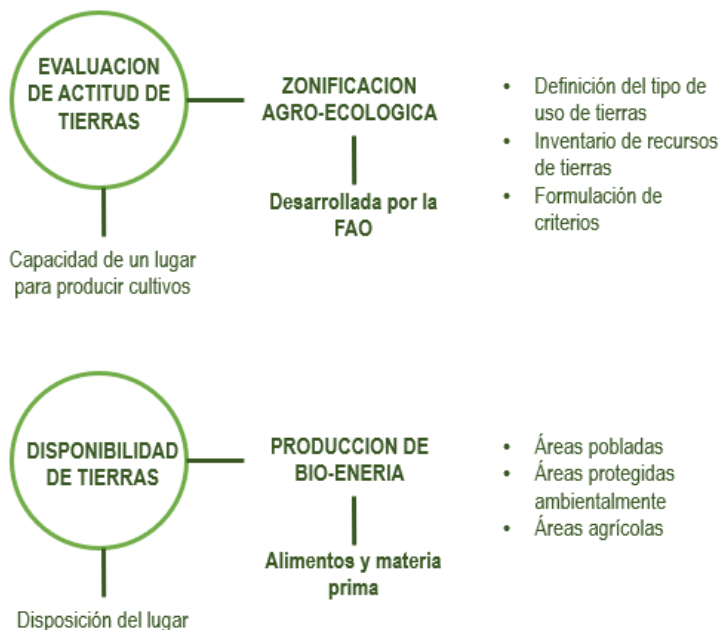 EVALUACION
DE ACTITUD DE
TIERRAS
Capacidad de un lugar
para producir cultivos
ZONIFICACION
AGRO-ECOLOGICA
Desarrollada por la
FAO
• Definición del tipo de
uso de tierras
• Inventario de recursos
de tierras
• Formulación de
criterios
DISPONIBILIDAD
DE TIERRAS
Disposición del lugar
PRODUCCION DE
BIO-ENERIA
Alimentos y materia
prima
• Áreas pobladas
• Áreas protegidas
ambientalmente
• Áreas agrícolas